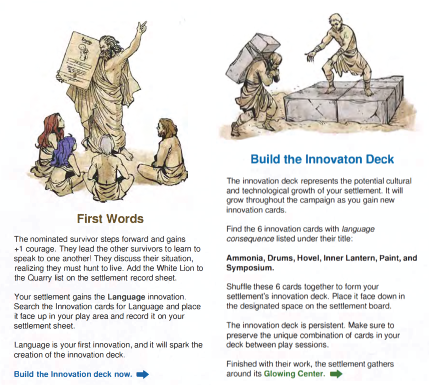 First Words
The nominated survivor steps forward and gains
+1 courage. They lead the other survivors to learn to
speak to one another! They discuss their situation,
realizing they must hunt to live. Add the White Lion to
the Quarry list on the settlement record sheet.
Your settlement gains the Language innovation.
Search the Innovation cards for Language and place
it face up in your play area and record it on your
settlement sheet.
Language is your first innovation, and it will spark the
creation of the innovation deck.
Build the Innovation deck now.
Build the Innovaton Deck
The innovation deck represents the potential cultural
and technological growth of your settlement. It will
grow throughout the campaign as you gain new
innovation cards.
Find the 6 innovation cards with language
consequence listed under their title:
Ammonia, Drums, Hovel, Inner Lantern, Paint, and
Symposium.
Shuffle these 6 cards together to form your
settlement's innovation deck. Place it face down in
the designated space on the settlement board.
The innovation deck is persistent. Make sure to
preserve the unique combination of cards in your
deck between play sessions.
Finished with their work, the settlement gathers
around its Glowing Center.